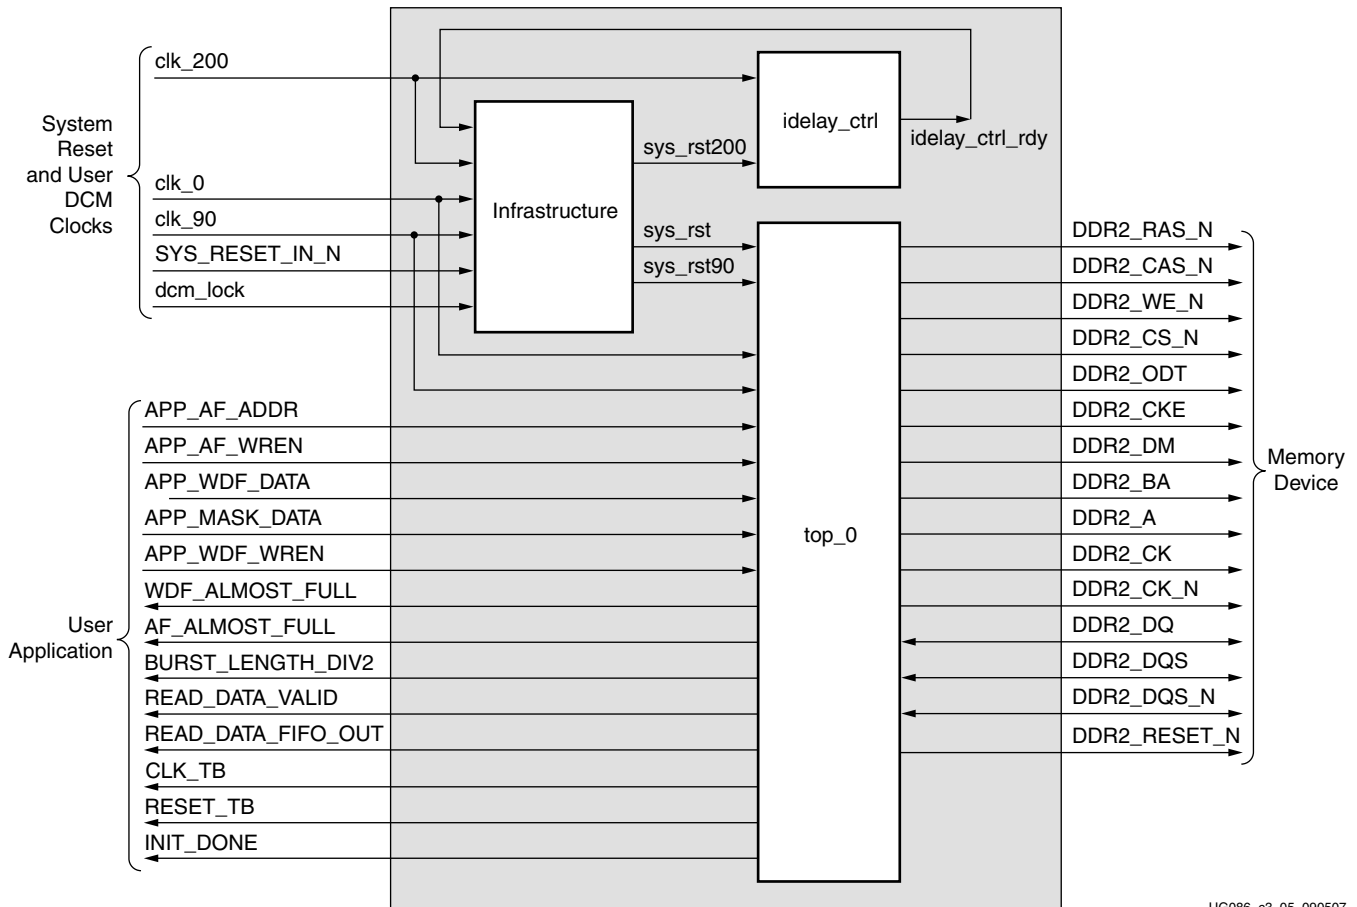 clk_200
System
Reset
and User
DCM
Clocks
clk_0
clk_90
SYS_RESET_IN_N
dcm_lock
Infrastructure
idelay_ctrl
idelay_ctrl_rdy
sys_rst200
sys_rst
sys_rst90
top_0
User
Application
APP_AF_ADDR
APP_AF_WREN
APP_WDF_DATA
APP_MASK_DATA
APP_WDF_WREN
WDF_ALMOST_FULL
AF_ALMOST_FULL
BURST_LENGTH_DIV2
READ_DATA_VALID
READ_DATA_FIFO_OUT
CLK_TB
RESET_TB
INIT_DONE
DDR2_RAS_N
DDR2_CAS_N
DDR2_WE_N
DDR2_CS_N
DDR2_ODT
DDR2_CKE
DDR2_DM
DDR2_BA
DDR2_A
DDR2_CK
DDR2_CK_N
DDR2_DQ
DDR2_DQS
DDR2_DQS_N
DDR2_RESET_N
Memory
Device
UG086_c3_05_090507